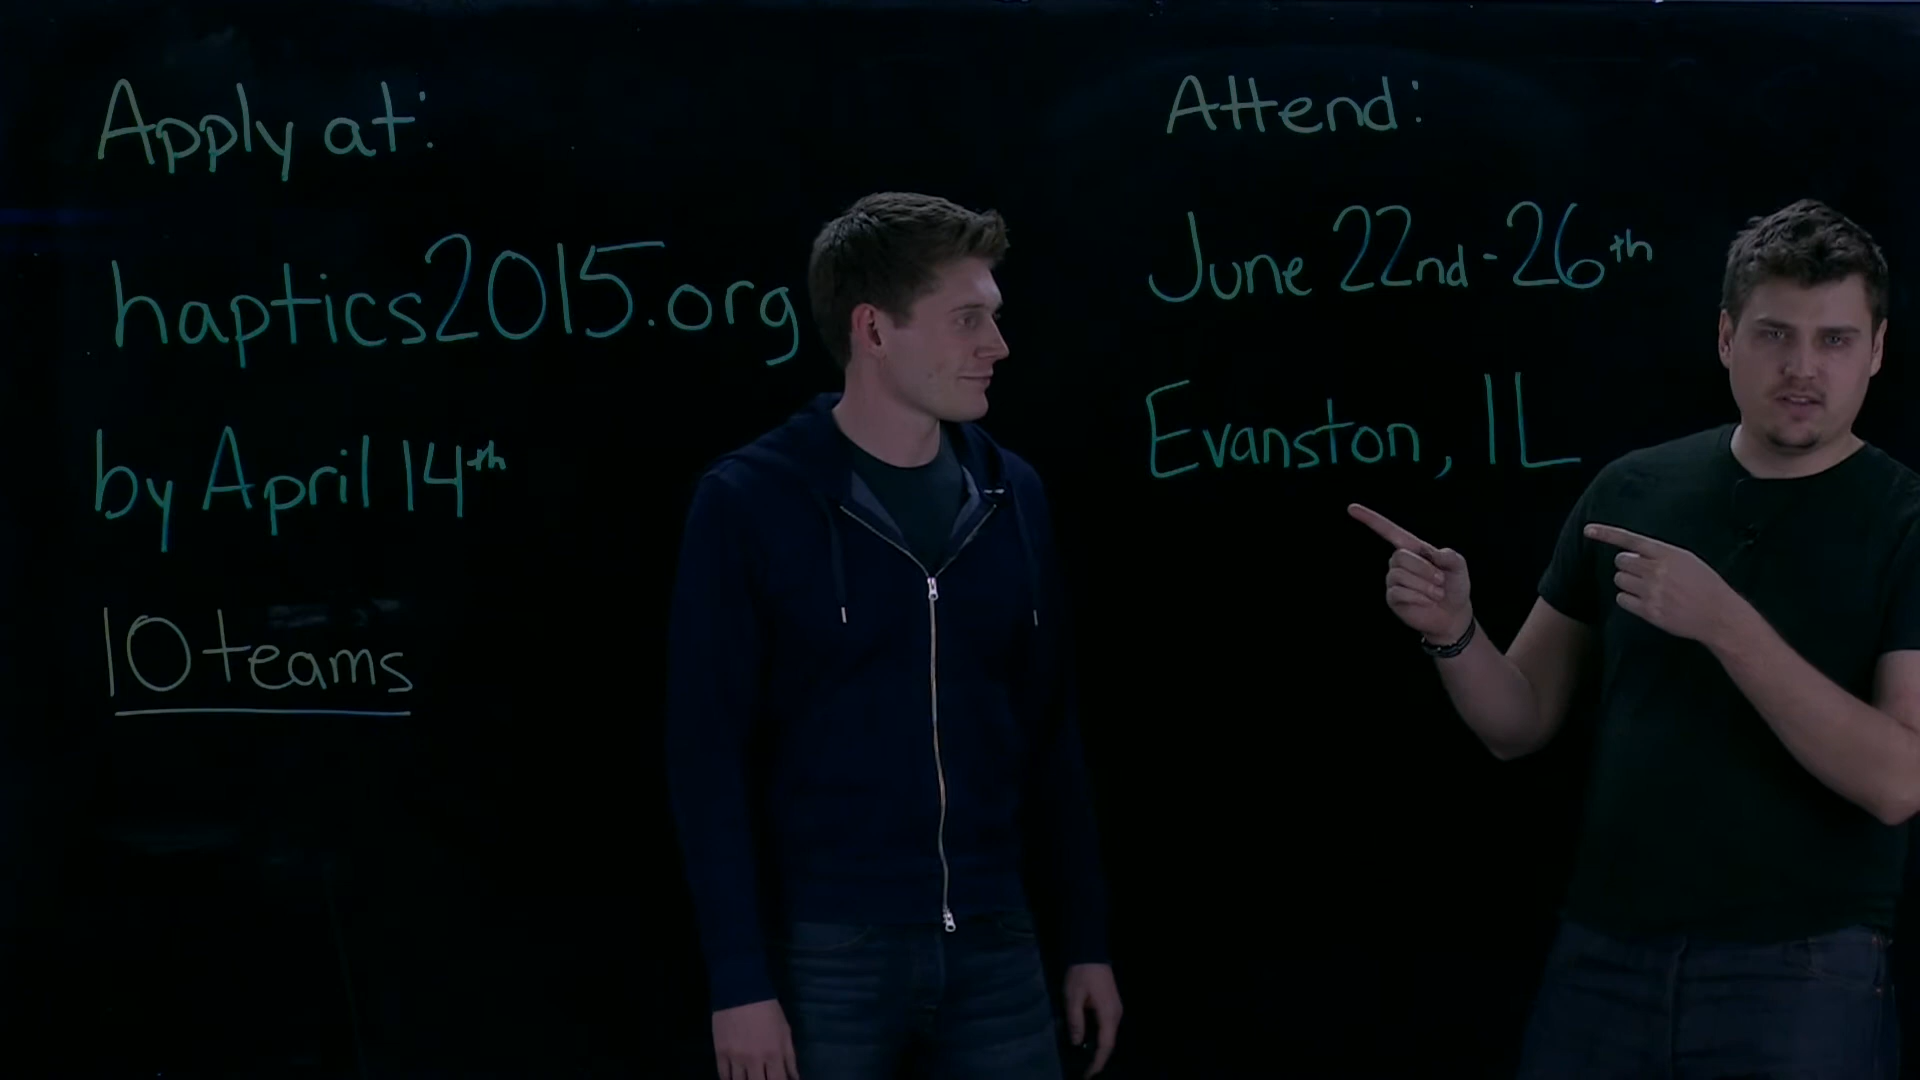 Apply at:
haptics2015.org
by April 14th
10 teams
Attend:
June 22nd-26th
Evanston, IL